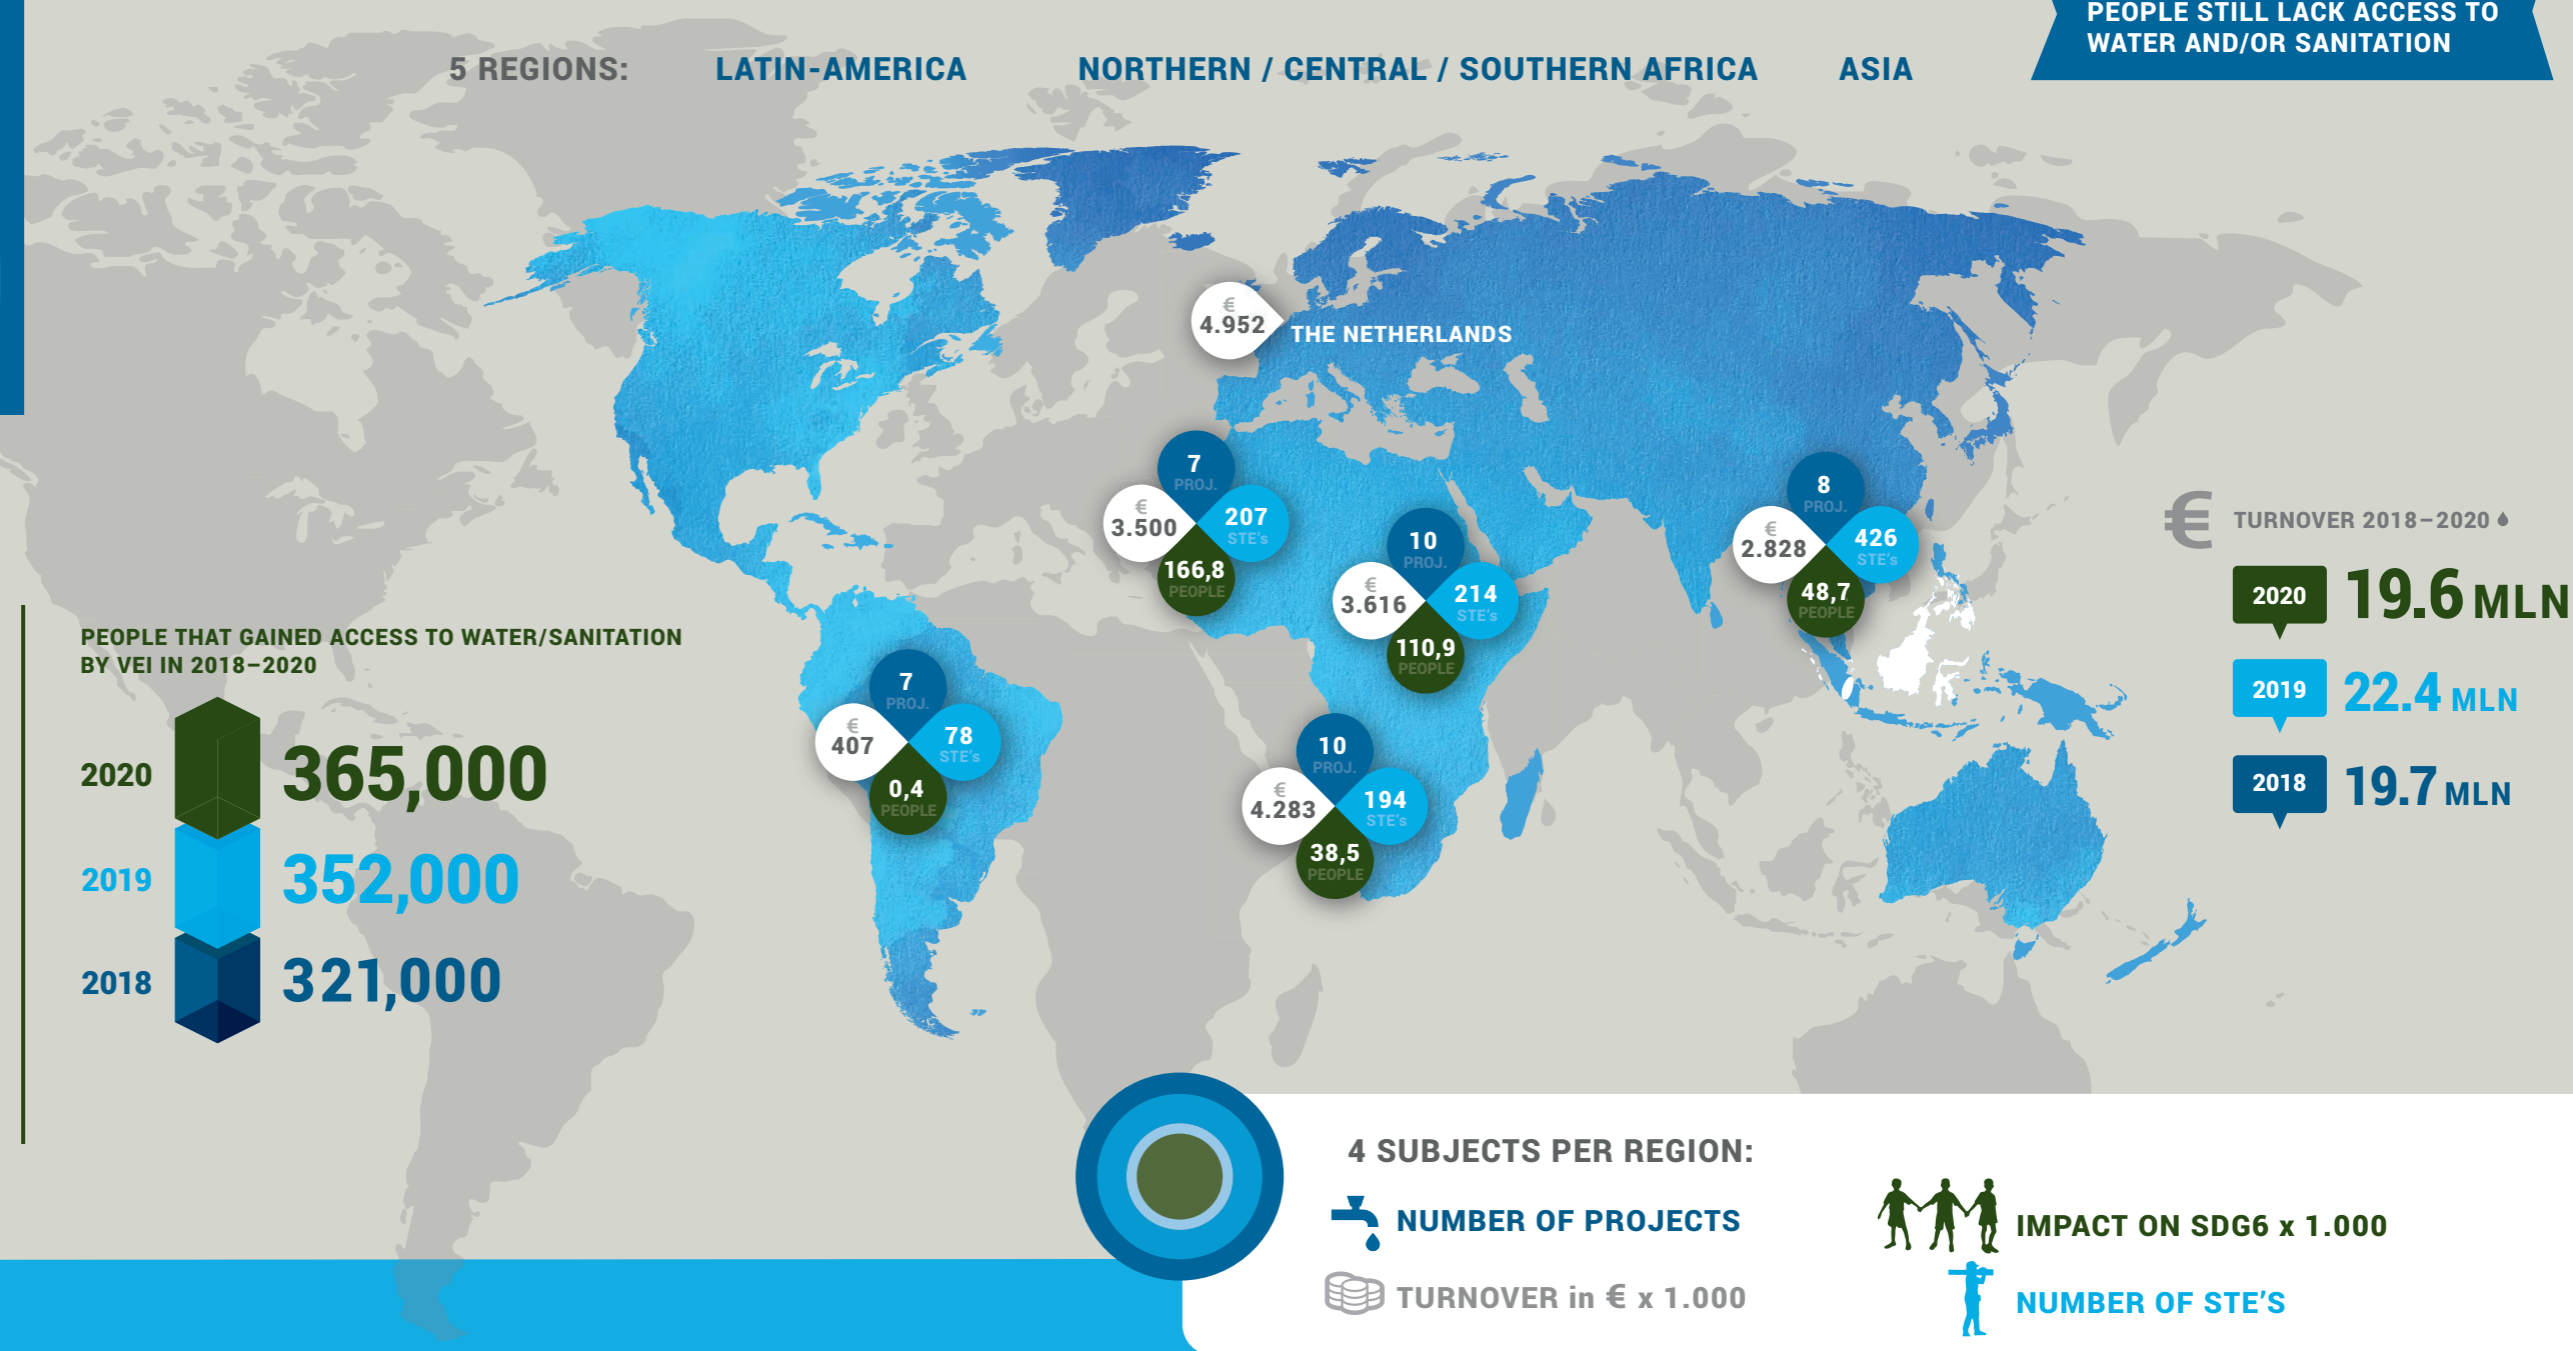 PEOPLE STILL LACK ACCESS TO
WATER AND/OR SANITATION
5 REGIONS: LATIN-AMERICA NORTHERN / CENTRAL / SOUTHERN AFRICA ASIA
€
4.952
THE NETHERLANDS
7
PROJ.
€
3.500
207
STE's
166,8
PEOPLE
10
PROJ.
€
3.616
214
STE's
110,9
PEOPLE
8
PROJ.
€
2.828
426
STE's
48,7
PEOPLE
7
PROJ.
€
407
78
STE's
0,4
PEOPLE
10
PROJ.
€
4.283
194
STE's
38,5
PEOPLE
€ TURNOVER 2018–2020
2020 19.6 MLN
2019 22.4 MLN
2018 19.7 MLN
PEOPLE THAT GAINED ACCESS TO WATER/SANITATION
BY VEI IN 2018–2020
2020 365,000
2019 352,000
2018 321,000
4 SUBJECTS PER REGION:
NUMBER OF PROJECTS
TURNOVER in € x 1.000
IMPACT ON SDG6 x 1.000
NUMBER OF STE'S